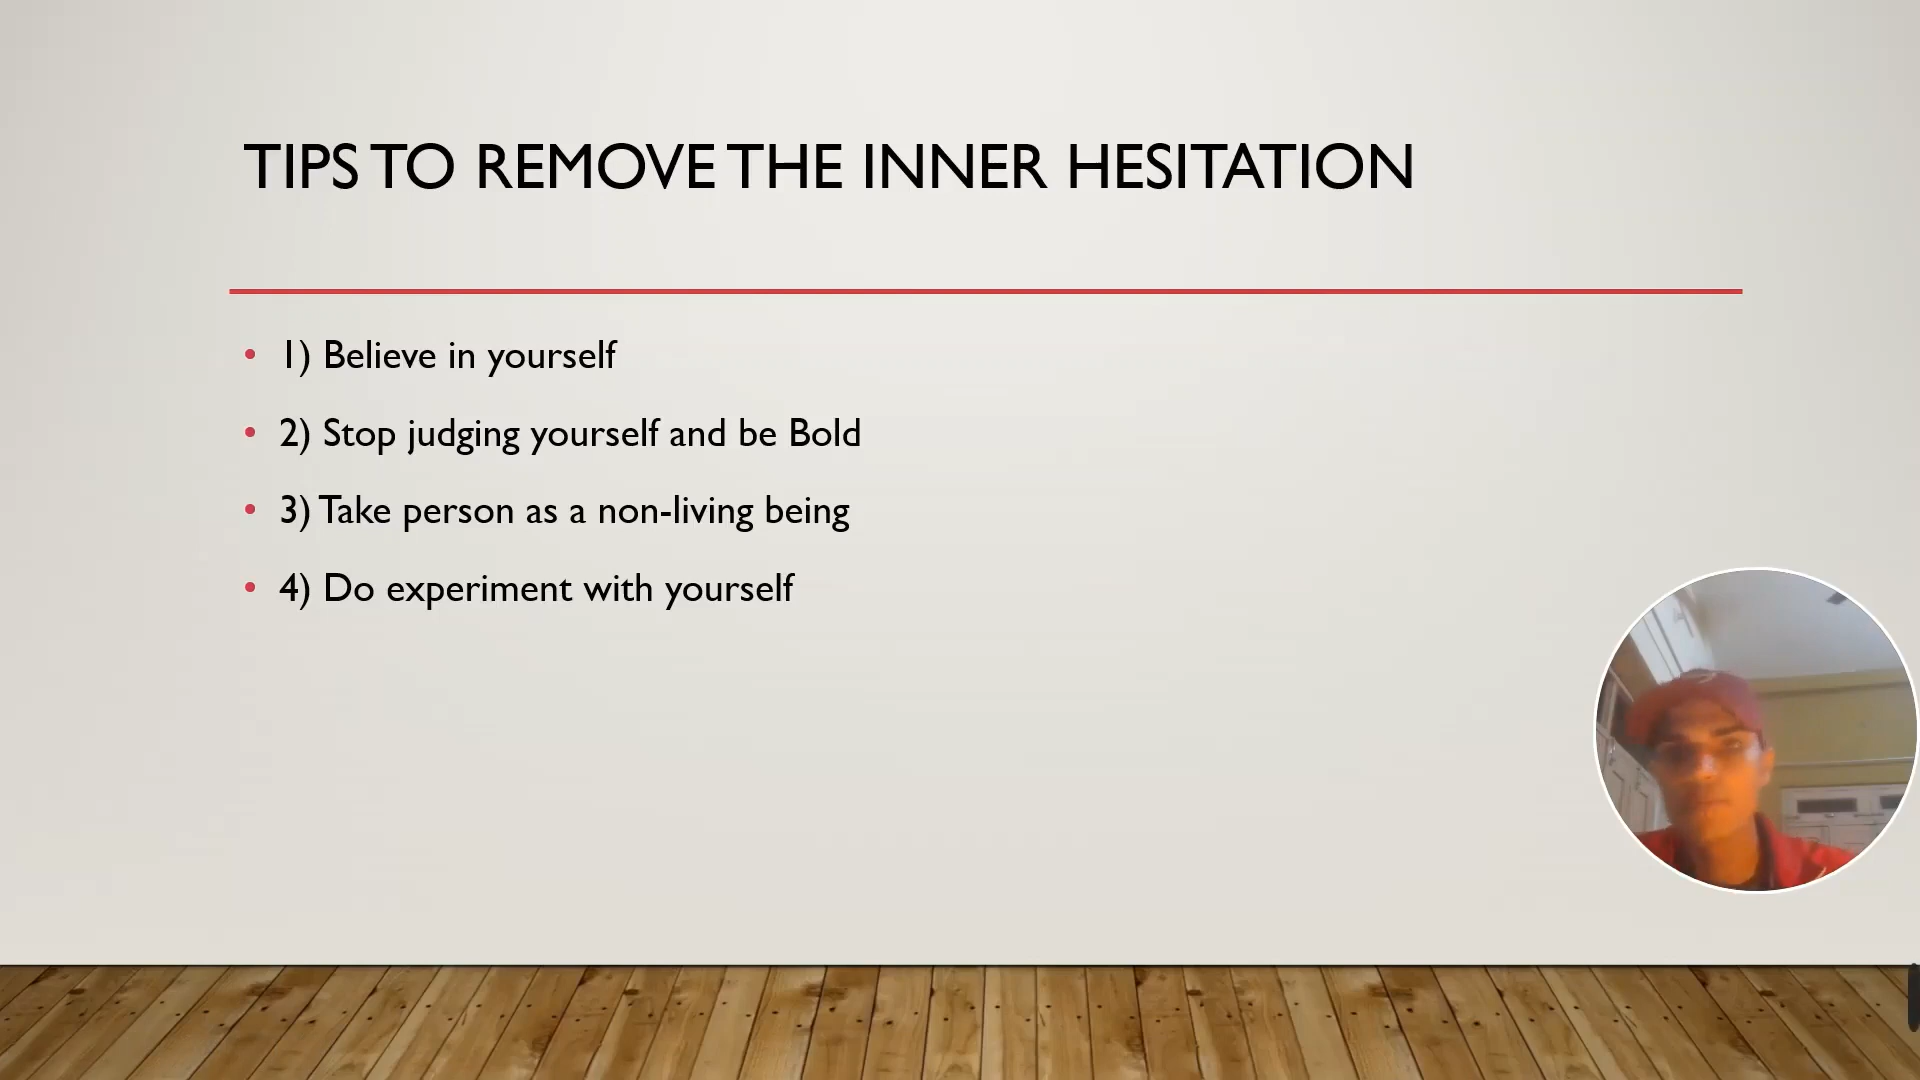 TIPS TO REMOVE THE INNER HESITATION
• 1) Believe in yourself
• 2) Stop judging yourself and be Bold
• 3) Take person as a non-living being
• 4) Do experiment with yourself